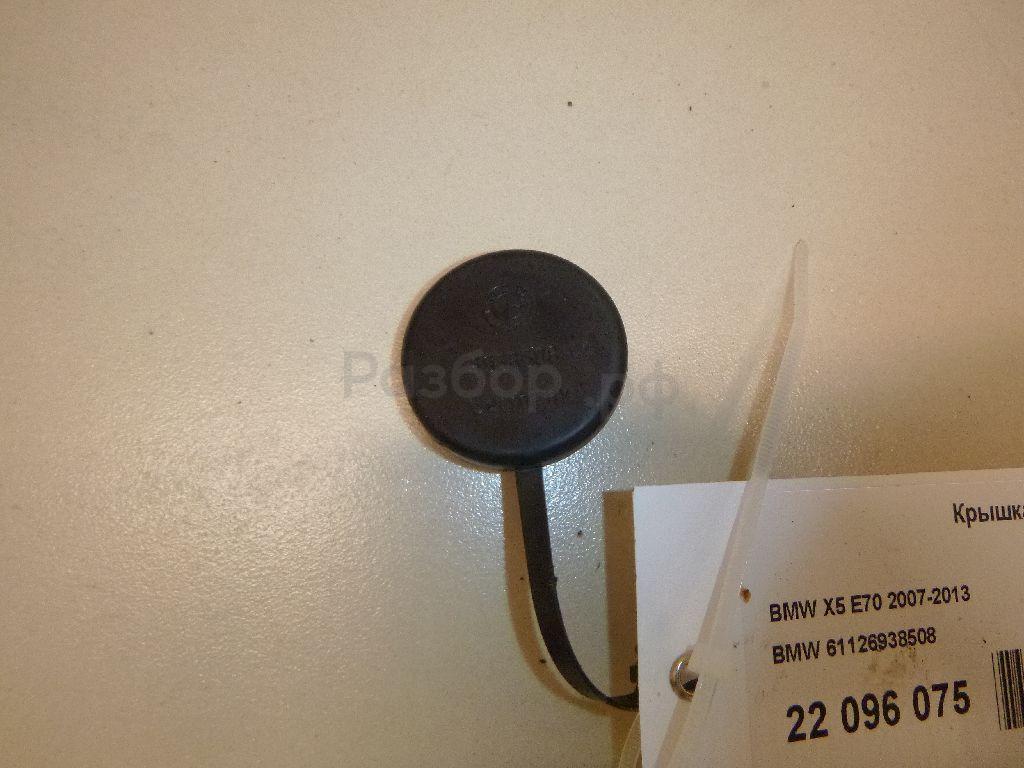 Разбор.рф
Крышка
BMW X5 E70 2007-2013
BMW 61126938508
22 096 075